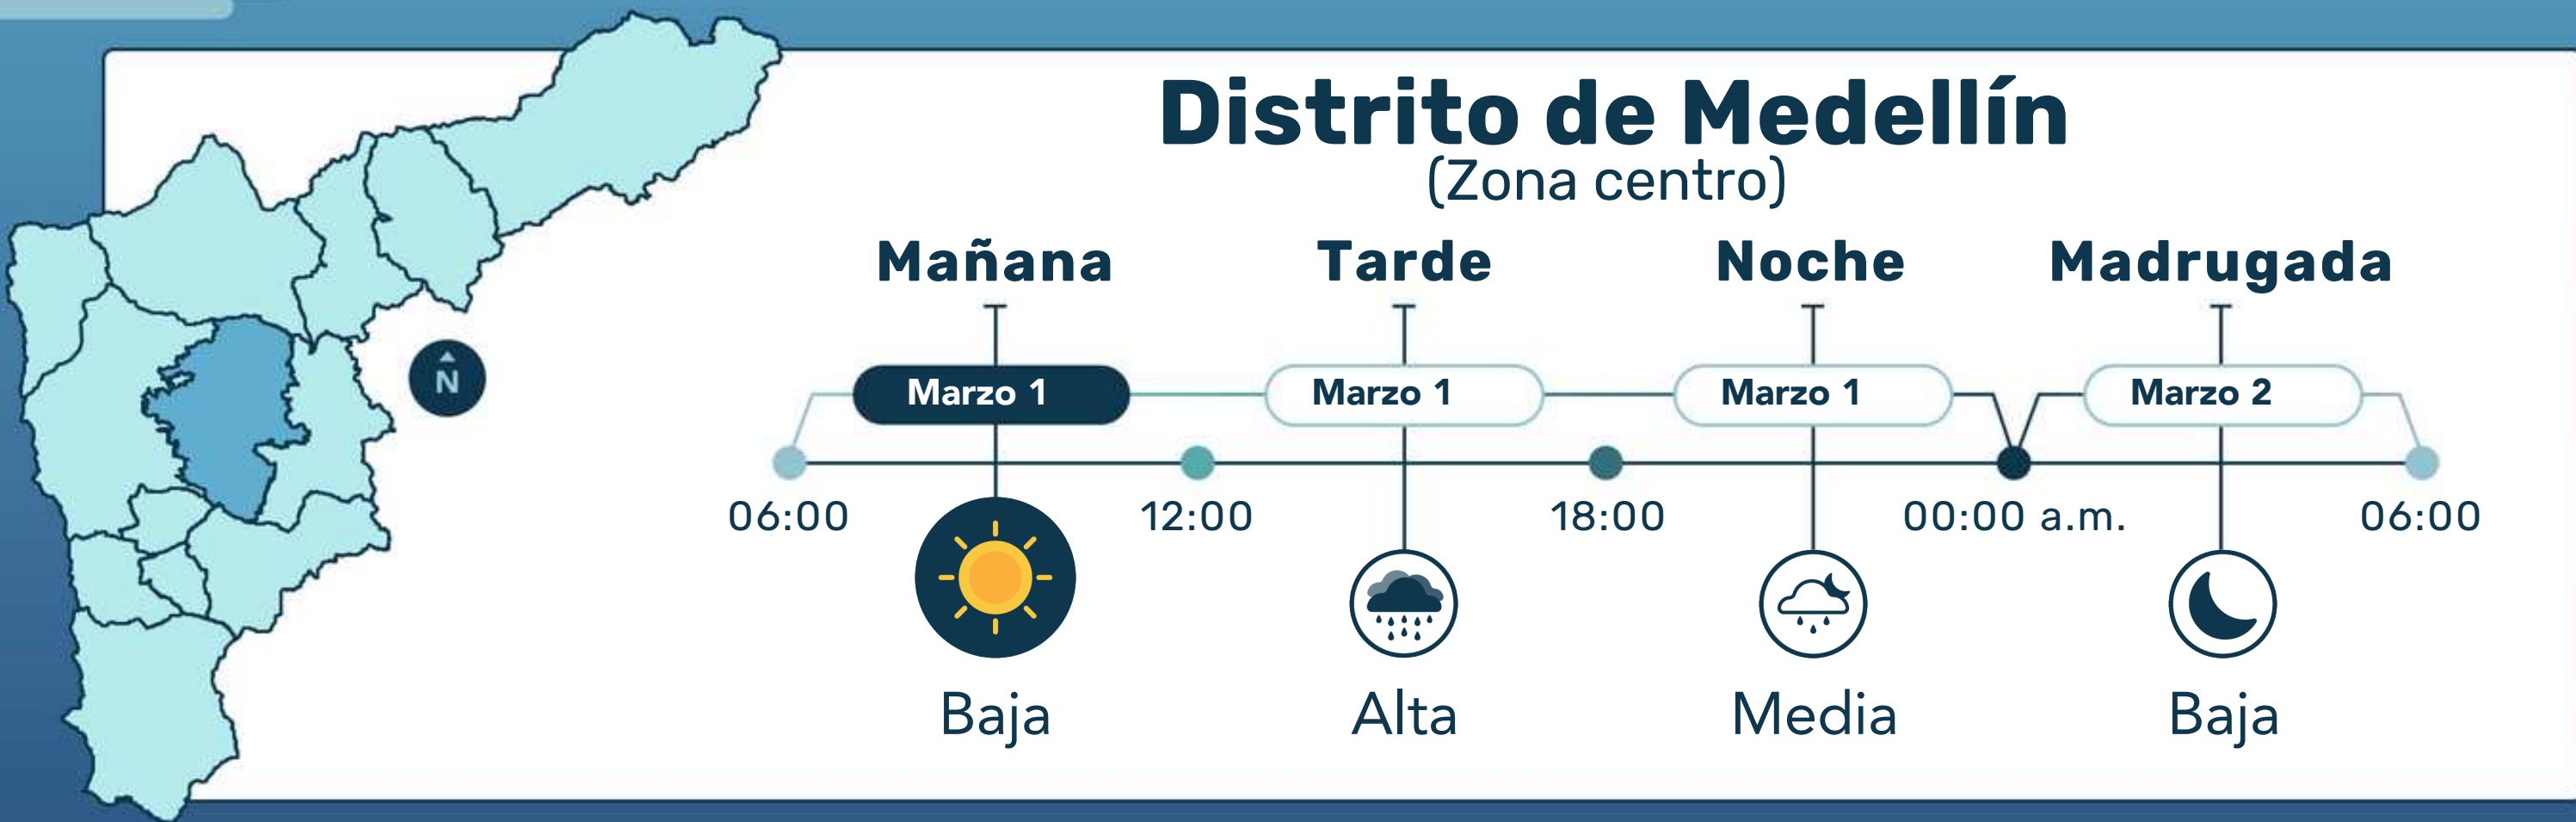 Distrito de Medellín
(Zona centro)
Mañana Tarde Noche Madrugada
Marzo 1 Marzo 1 Marzo 1 Marzo 2
N
06:00 12:00 18:00 00:00 a.m. 06:00
Baja Alta Media Baja